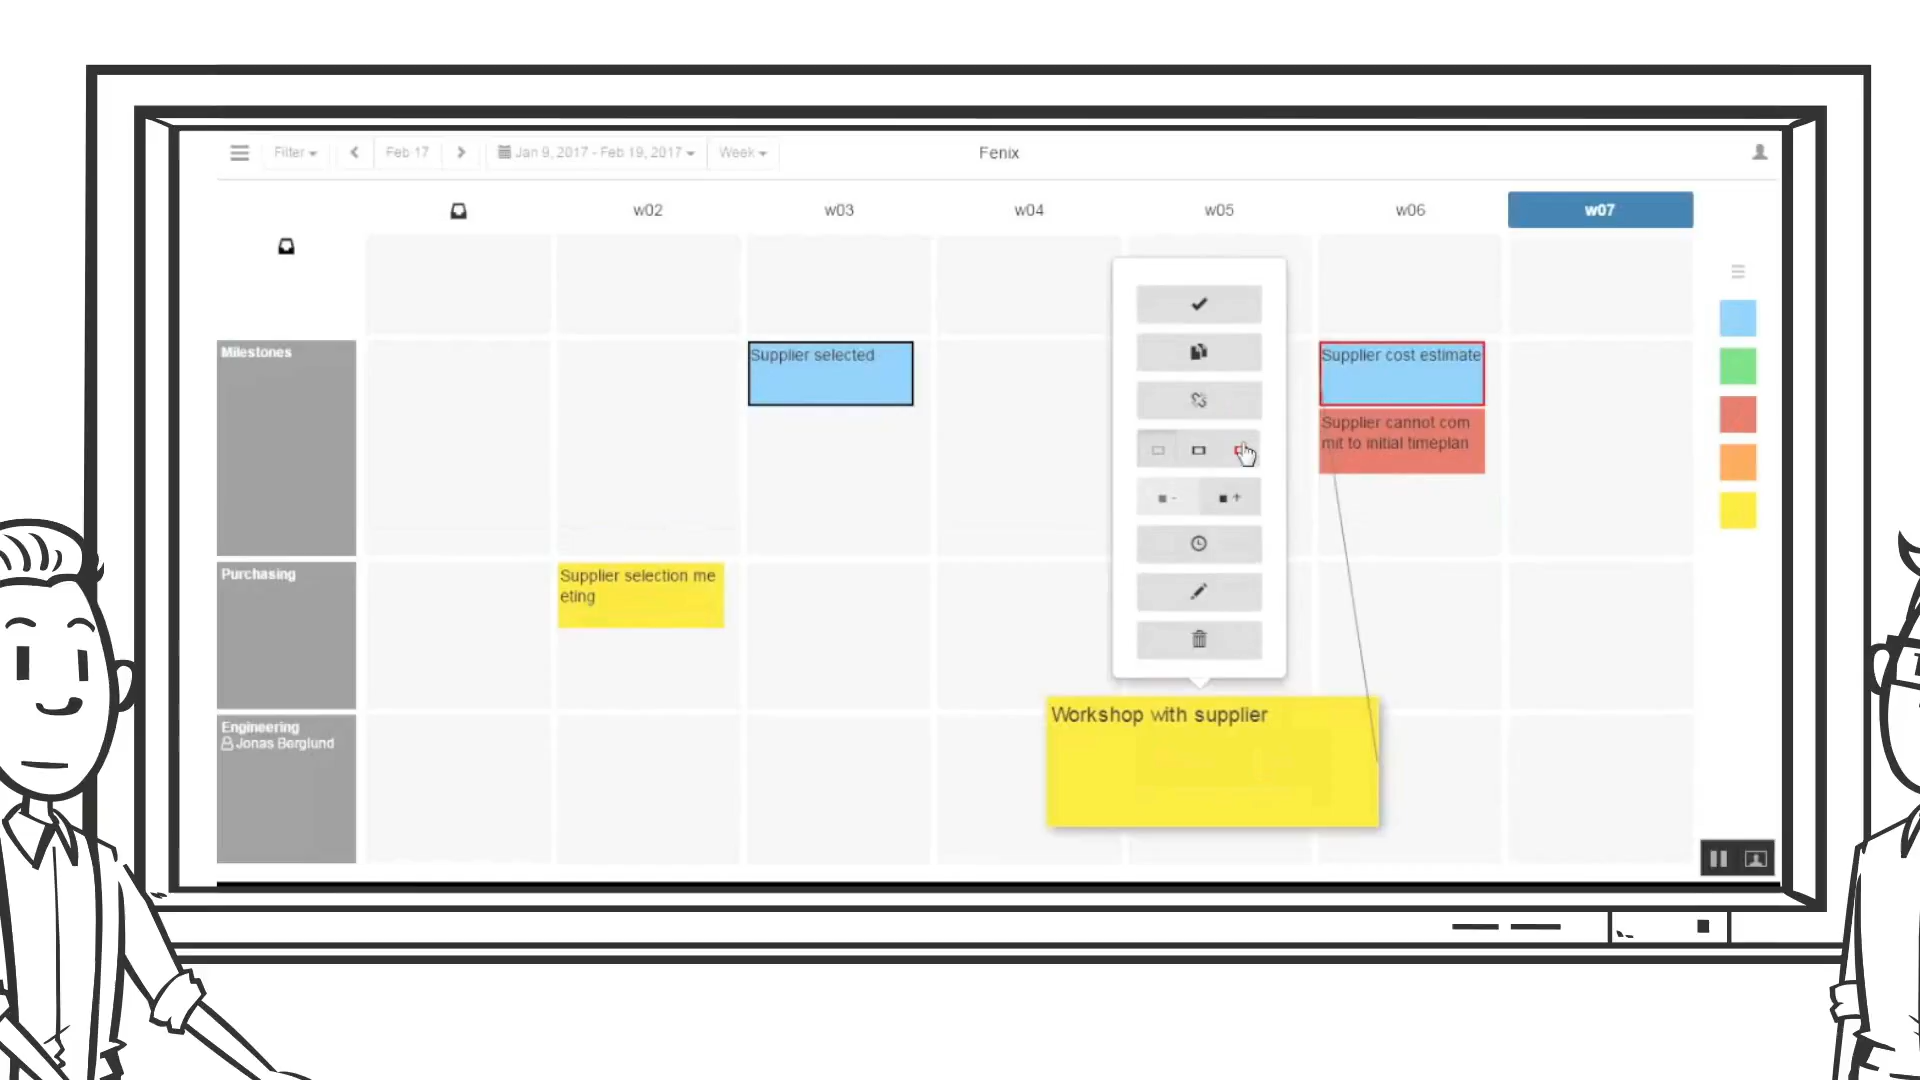 Filter
Feb 17
Jan 9, 2017 - Feb 19, 2017
Week
Fenix
w02
w03
w04
w05
w06
w07
Milestones
Supplier selected
Supplier cost estimate
Supplier cannot com
mit to initial timeplan
Purchasing
Supplier selection me
eting
Engineering
Jonas Berglund
Workshop with supplier